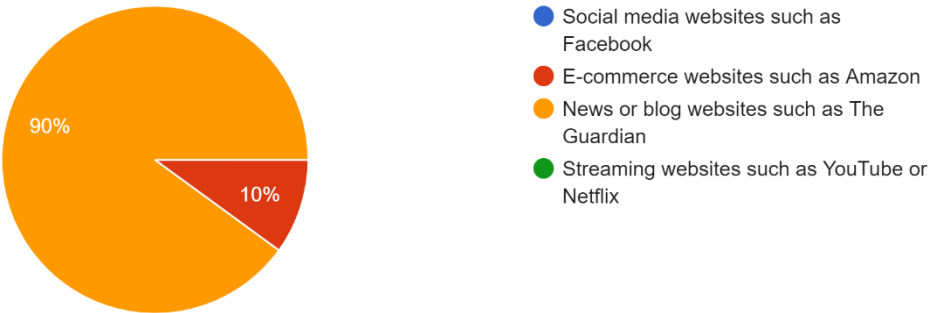 90%
10%
Social media websites such as
Facebook
E-commerce websites such as Amazon
News or blog websites such as The
Guardian
Streaming websites such as YouTube or
Netflix